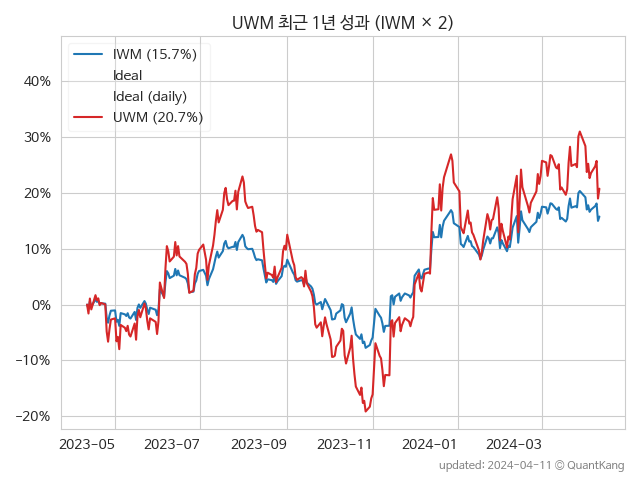 UWM 최근 1년 성과 (IWM × 2)
IWM (15.7%)
Ideal
Ideal (daily)
UWM (20.7%)
40%
30%
20%
10%
0%
−10%
−20%
2023−05 2023−07 2023−09 2023−11 2024−01 2024−03
updated: 2024-04-11 © QuantKang